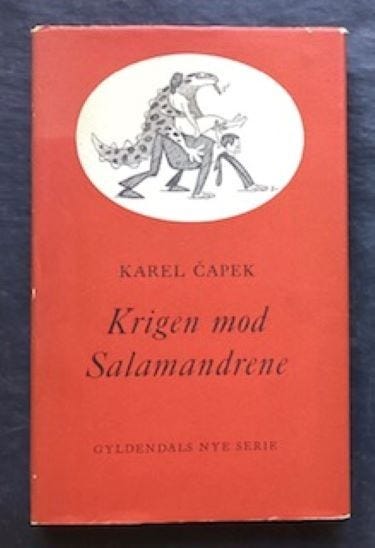 KAREL ČAPEK
Krigen mod
Salamandrene
GYLDENDALS NYE SERIE